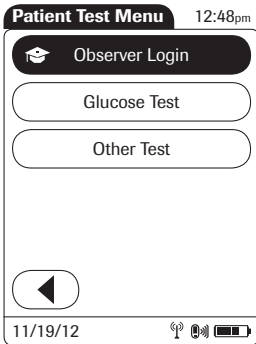 Patient Test Menu 12:48pm
Observer Login
Glucose Test
Other Test
11/19/12